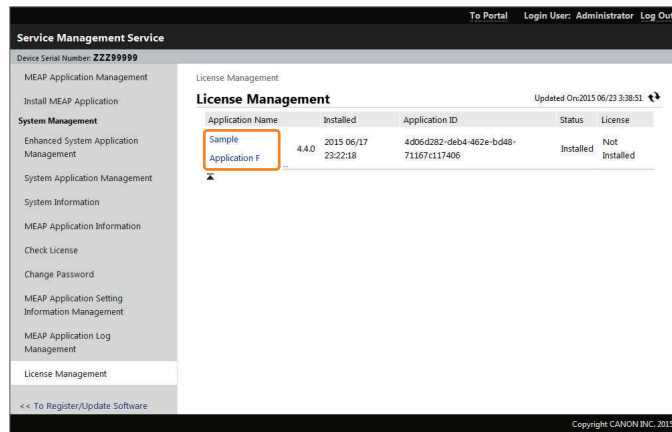 To Portal Login User: Administrator Log Out
Service Management Service
Device Serial Number: ZZZ99999
MEAP Application Management
Install MEAP Application
System Management
Enhanced System Application
Management
System Application Management
System Information
MEAP Application Information
Check License
Change Password
MEAP Application Setting
Information Management
MEAP Application Log
Management
License Management
<< To Register/Update Software
License Management
License Management Updated On:2015 06/23 3:38:51
Application Name Installed Application ID Status License
Sample
Application F
4.4.0
2015 06/17
23:22:18
4d06d282-deb4-462e-bd48-
71167c117406
Installed
Not
Installed
Copyright CANON INC. 2015